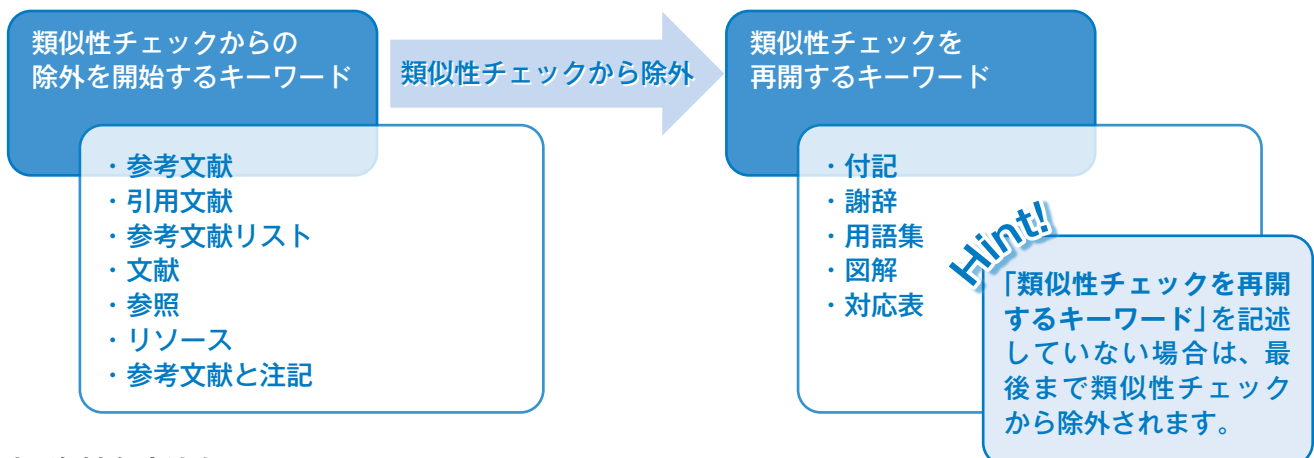 類似性チェックからの
除外を開始するキーワード
類似性チェックから除外
類似性チェックを
再開するキーワード
・参考文献
・引用文献
・参考文献リスト
・文献
・参照
・リソース
・参考文献と注記
・付記
・謝辞
・用語集
・図解
・対応表
Hint!
「類似性チェックを再開
するキーワード」を記述
していない場合は、最
後まで類似性チェック
から除外されます。